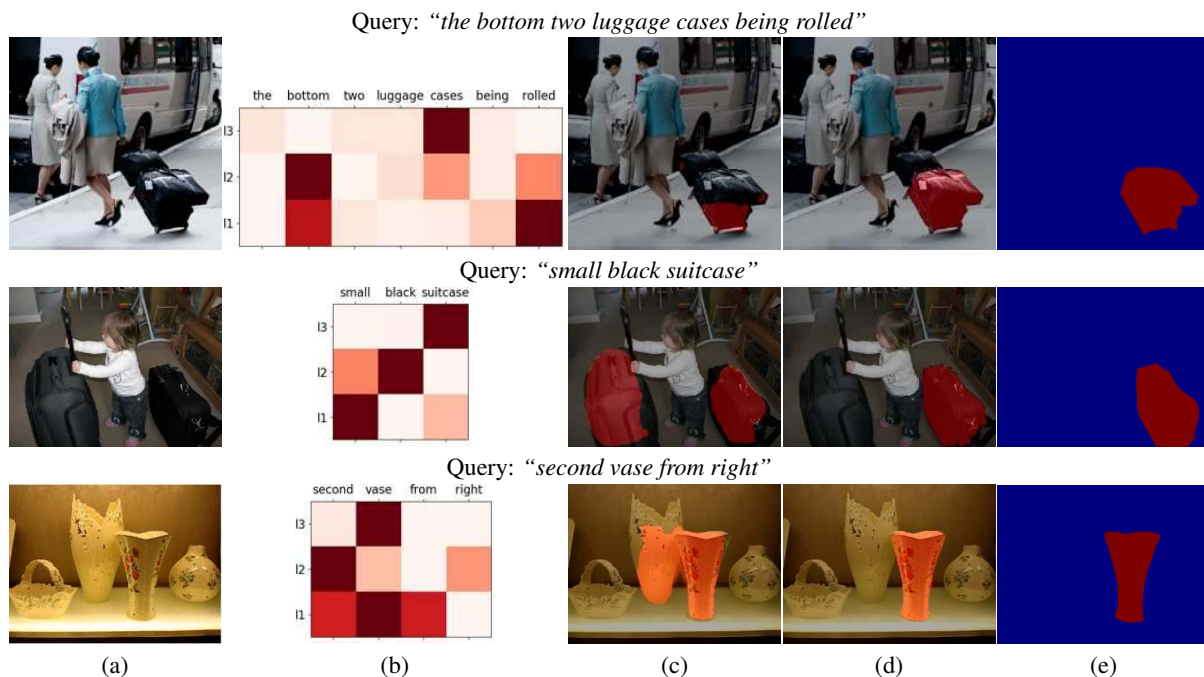 Query: “the bottom two luggage cases being rolled”
the bottom two luggage cases being rolled
l3
l2
l1
Query: “small black suitcase”
small black suitcase
l3
l2
l1
Query: “second vase from right”
second vase from right
l3
l2
l1
(a) (b) (c) (d) (e)